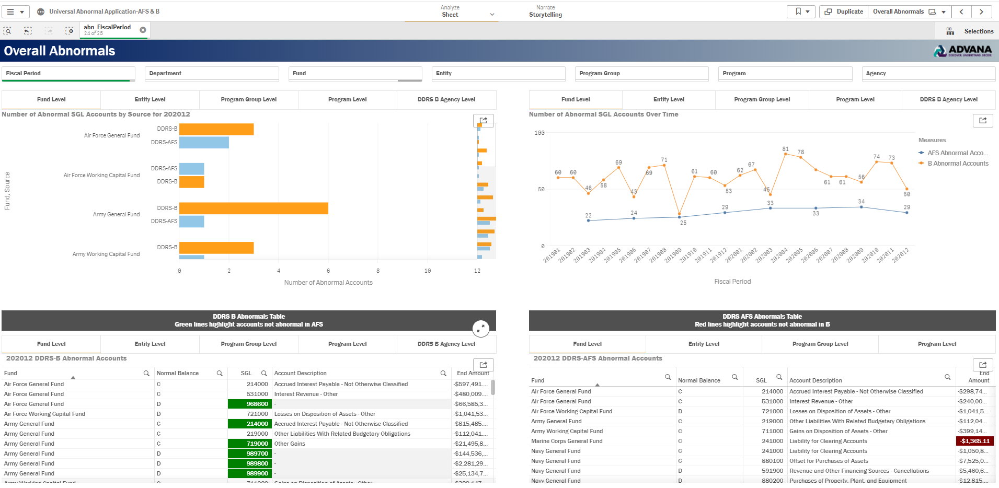 Universal Abnormal Application-AFS & B
Analyze
Sheet
Narrate
Storytelling
Duplicate
Overall Abnormals
abn_FiscalPeriod
24 of 25
Selections
Overall Abnormals
ADVANA
DISCOVER. UNDERSTAND. DECIDE.
Fiscal Period
Department
Fund
Entity
Program Group
Program
Agency
Fund Level
Entity Level
Program Group Level
Program Level
DDRS B Agency Level
Number of Abnormal SGL Accounts by Source for 202012
Fund, Source
Air Force General Fund
DDRS-B
DDRS-AFS
Air Force Working Capital Fund
DDRS-AFS
DDRS-B
Army General Fund
DDRS-B
DDRS-AFS
Army Working Capital Fund
DDRS-B
0 2 4 6 8 10 12
Number of Abnormal Accounts
Fund Level
Entity Level
Program Group Level
Program Level
DDRS B Agency Level
Number of Abnormal SGL Accounts Over Time
100
50
0
60 60 46 58 69 43 69 71 61 60 53 62 67 45 81 78 61 61 56 74 73 50
22 24 25 29 33 33 34 29
201901 201902 201903 201904 201905 201906 201907 201908 201909 201910 201911 201912 202001 202002 202003 202004 202005 202006 202007 202008 202009 202010 202011 202012
Fiscal Period
Measures
AFS Abnormal Acco...
B Abnormal Accounts
DDRS B Abnormals Table
Green lines highlight accounts not abnormal in AFS
Fund Level
Entity Level
Program Group Level
Program Level
DDRS B Agency Level
202012 DDRS-B Abnormal Accounts
Fund Normal Balance SGL Account Description End Amount
Air Force General Fund C 214000 Accrued Interest Payable - Not Otherwise Classified -$597,491....
Air Force General Fund C 531000 Interest Revenue - Other -$480,009....
Air Force General Fund D 968600 - -$66,585,3...
Air Force Working Capital Fund D 721000 Losses on Disposition of Assets - Other -$1,041,53...
Army General Fund C 214000 Accrued Interest Payable - Not Otherwise Classified -$815,485....
Army General Fund C 219000 Other Liabilities With Related Budgetary Obligations -$112,041....
Army General Fund C 719000 Other Gains -$21,495,8...
Army General Fund D 989700 - -$144,536,...
Army General Fund D 989800 - -$2,281,29...
Army General Fund D 989900 - -$25,134,7...
Army Working Capital Fund 711000 Gains on Disposition of Assets - Other
DDRS AFS Abnormals Table
Red lines highlight accounts not abnormal in B
Fund Level
Entity Level
Program Group Level
Program Level
202012 DDRS-AFS Abnormal Accounts
Fund Normal Balance SGL Account Description End Amount
Air Force General Fund C 214000 Accrued Interest Payable - Not Otherwise Classified -$298,74...
Air Force General Fund C 531000 Interest Revenue - Other -$240,00...
Air Force Working Capital Fund D 721000 Losses on Disposition of Assets - Other -$1,041,5...
Army General Fund C 219000 Other Liabilities With Related Budgetary Obligations -$112,04...
Army Working Capital Fund C 711000 Gains on Disposition of Assets - Other -$399,14...
Marine Corps General Fund C 241000 Liability for Clearing Accounts -$1,365.11
Navy General Fund C 241000 Liability for Clearing Accounts -$1,050,8...
Navy General Fund C 880100 Offset for Purchases of Assets -$7,525,0...
Navy General Fund D 591900 Revenue and Other Financing Sources - Cancellations -$5,460,6...
Navy General Fund D 880200 Purchases of Property, Plant, and Equipment -$12,815,...